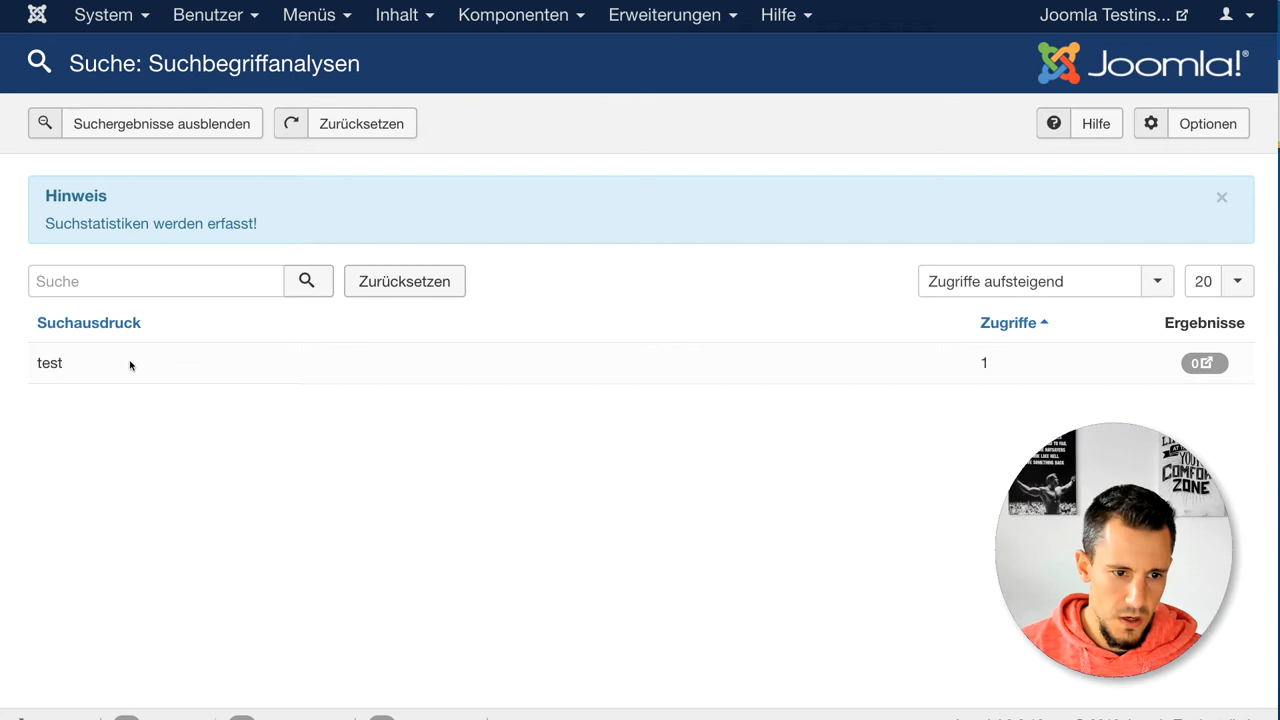 System Benutzer Menüs Inhalt Komponenten Erweiterungen Hilfe Joomla Testins...
Suche: Suchbegriffanalysen Joomla!®
Suchergebnisse ausblenden Zurücksetzen Hilfe Optionen
Hinweis
Suchstatistiken werden erfasst!
Suche Zurücksetzen Zugriffe aufsteigend 20
Suchausdruck Zugriffe Ergebnisse
test 1 0
YOUR
COMFORT
ZONE